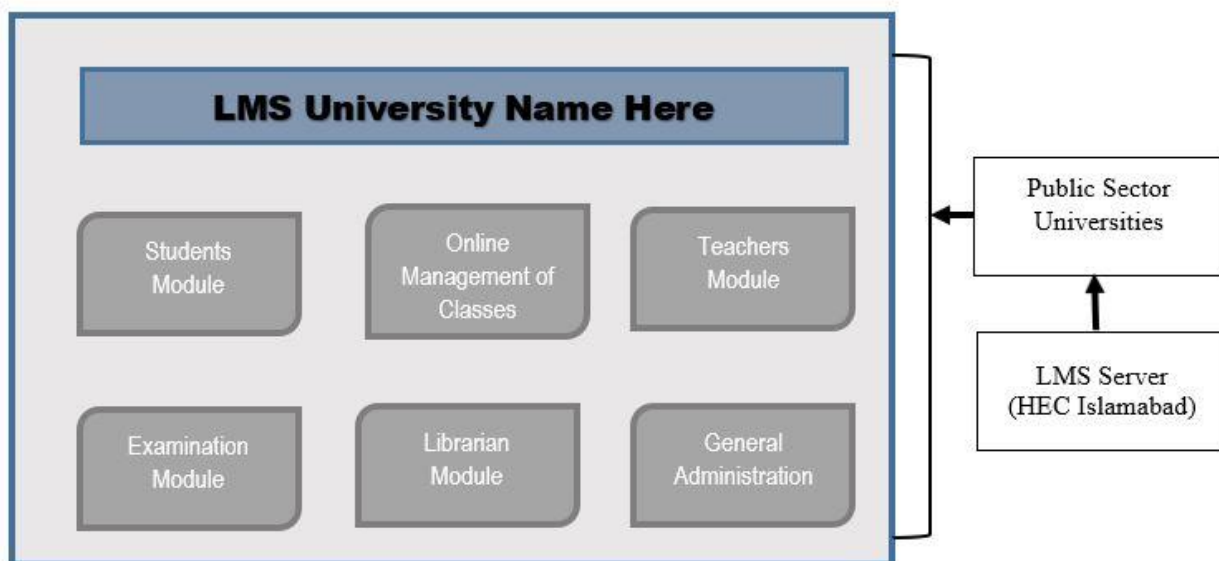 LMS University Name Here
Students
Module
Online
Management of
Classes
Teachers
Module
Public Sector
Universities
LMS Server
(HEC Islamabad)
Examination
Module
Librarian
Module
General
Administration